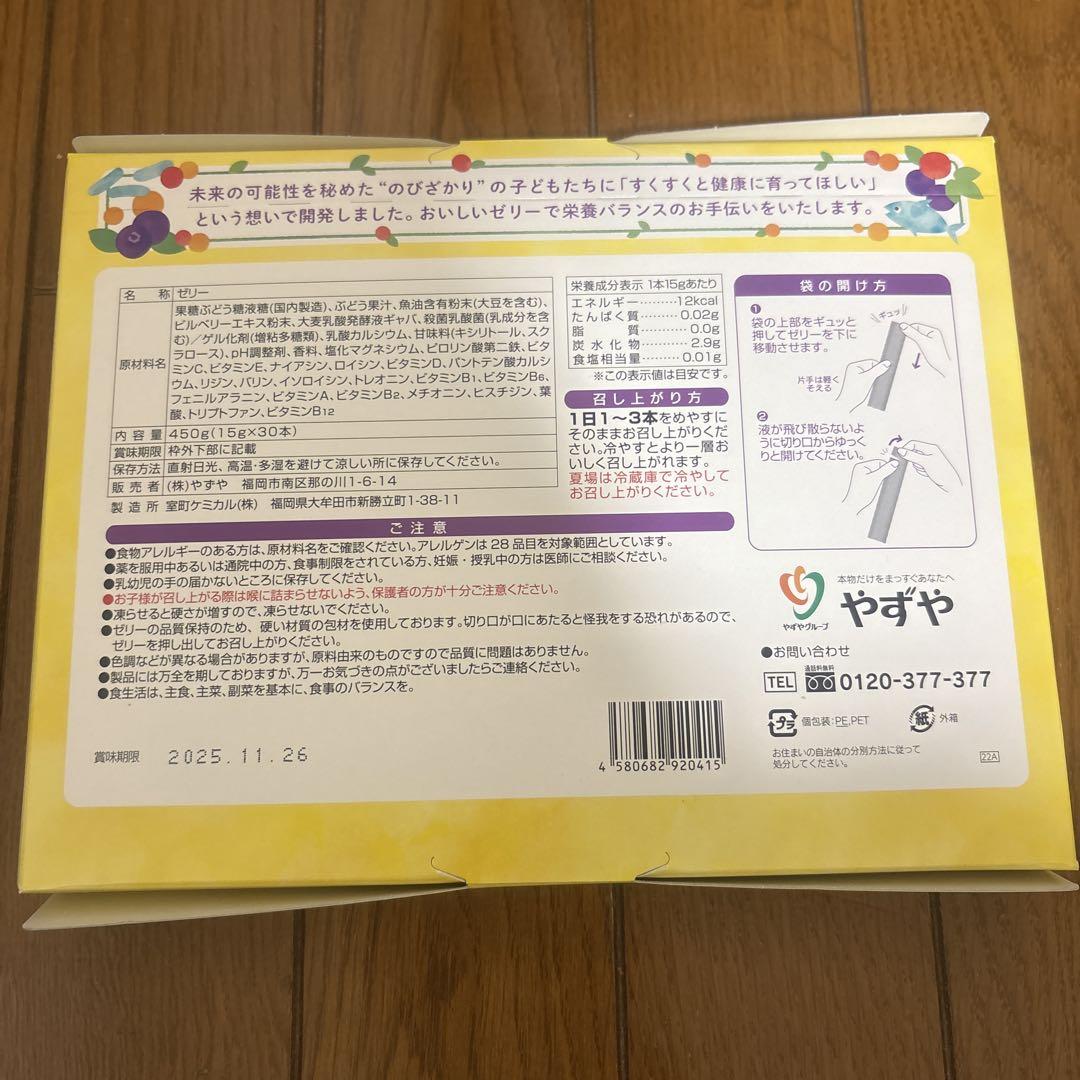 未来の可能性を秘めた“のびざかり”の子どもたちに「すくすくと健康に育ってほしい」
という想いで開発しました。おいしいゼリーで栄養バランスのお手伝いをいたします。
名 称 ゼリー
原材料名
果糖ぶどう糖液糖(国内製造)、ぶどう果汁、魚油含有粉末(大豆を含む)、
ビルベリーエキス粉末、大麦乳酸発酵液ギャバ、殺菌乳酸菌(乳成分を含
む)/ゲル化剤(増粘多糖類)、乳酸カルシウム、甘味料(キシリトール、スク
ラロース)、pH調整剤、香料、塩化マグネシウム、ピロリン酸第二鉄、ビタ
ミンC、ビタミンE、ナイアシン、ロイシン、ビタミンD、パントテン酸カルシ
ウム、リジン、バリン、イソロイシン、トレオニン、ビタミンB1、ビタミンB6、
フェニルアラニン、ビタミンA、ビタミンB2、メチオニン、ヒスチジン、葉
酸、トリプトファン、ビタミンB12
内容量 450g(15g×30本)
賞味期限 枠外下部に記載
保存方法 直射日光、高温・多湿を避けて涼しい所に保存してください。
販売者 (株)やずや 福岡市南区那の川1-6-14
製造所 室町ケミカル(株) 福岡県大牟田市新勝立町1-38-11
栄養成分表示 1本15gあたり
エネルギー………12kcal
たんぱく質………0.02g
脂 質………0.0g
炭水化物………2.9g
食塩相当量………0.01g
※この表示値は目安です。
召し上がり方
1日1~3本をめやすに
そのままお召し上がりくださ
い。冷やすとより一層お
いしく召し上がれます。
夏場は冷蔵庫で冷やして
お召し上がりください。
袋の開け方
1
袋の上部をギュッと
押してゼリーを下に
移動させます。
ギュッ
片手は軽く
そえる
2
液が飛び散らない
ように切り口からゆっく
りと開けてください。
ご注意
●食物アレルギーのある方は、原材料名をご確認ください。アレルゲンは28品目を対象範囲としています。
●薬を服用中あるいは通院中の方、食事制限をされている方、妊娠・授乳中の方は医師にご相談ください。
●乳幼児の手の届かないところに保存してください。
●お子様が召し上がる際は喉に詰まらせないよう、保護者の方が十分ご注意ください。
●凍らせると硬さが増すので、凍らせないでください。
●ゼリーの品質保持のため、硬い材質の包材を使用しております。切り口が口にあたると怪我をする恐れがあるので、
ゼリーを押し出してお召し上がりください。
●色調などが異なる場合がありますが、原料由来のものですので品質に問題はありません。
●製品には万全を期しておりますが、万一お気づきの点がございましたらご連絡ください。
●食生活は、主食、主菜、副菜を基本に、食事のバランスを。
賞味期限 2025.11.26
4 580682 920415
やずやグループ
本物だけをまっすぐあなたへ
やずや
●お問い合わせ
TEL 通話料無料 0120-377-377
プラ 個包装:PE,PET
紙 外箱
お住まいの自治体の分別方法に従って
処分してください。
22A